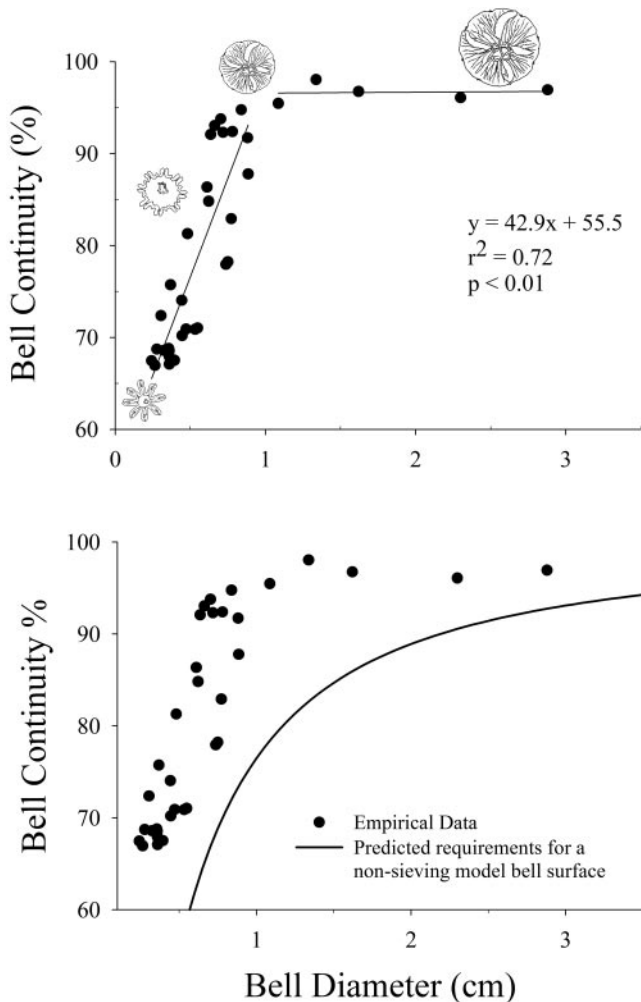 Bell Continuity (%)
100
90
80
70
60
0
1
2
3
y = 42.9x + 55.5
r² = 0.72
p < 0.01
Bell Continuity %
100
90
80
70
60
1
2
3
Empirical Data
Predicted requirements for a
non-sieving model bell surface
Bell Diameter (cm)